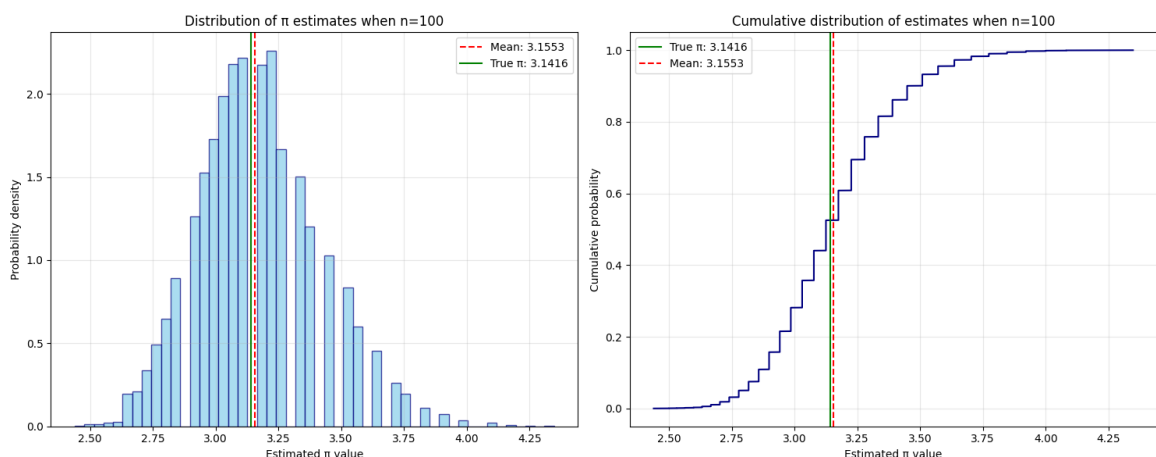 Distribution of π estimates when n=100
Mean: 3.1553
True π: 3.1416
Probability density
2.0
1.5
1.0
0.5
0.0
2.50 2.75 3.00 3.25 3.50 3.75 4.00 4.25
Estimated π value
Cumulative distribution of estimates when n=100
True π: 3.1416
Mean: 3.1553
Cumulative probability
1.0
0.8
0.6
0.4
0.2
0.0
2.50 2.75 3.00 3.25 3.50 3.75 4.00 4.25
Estimated π value